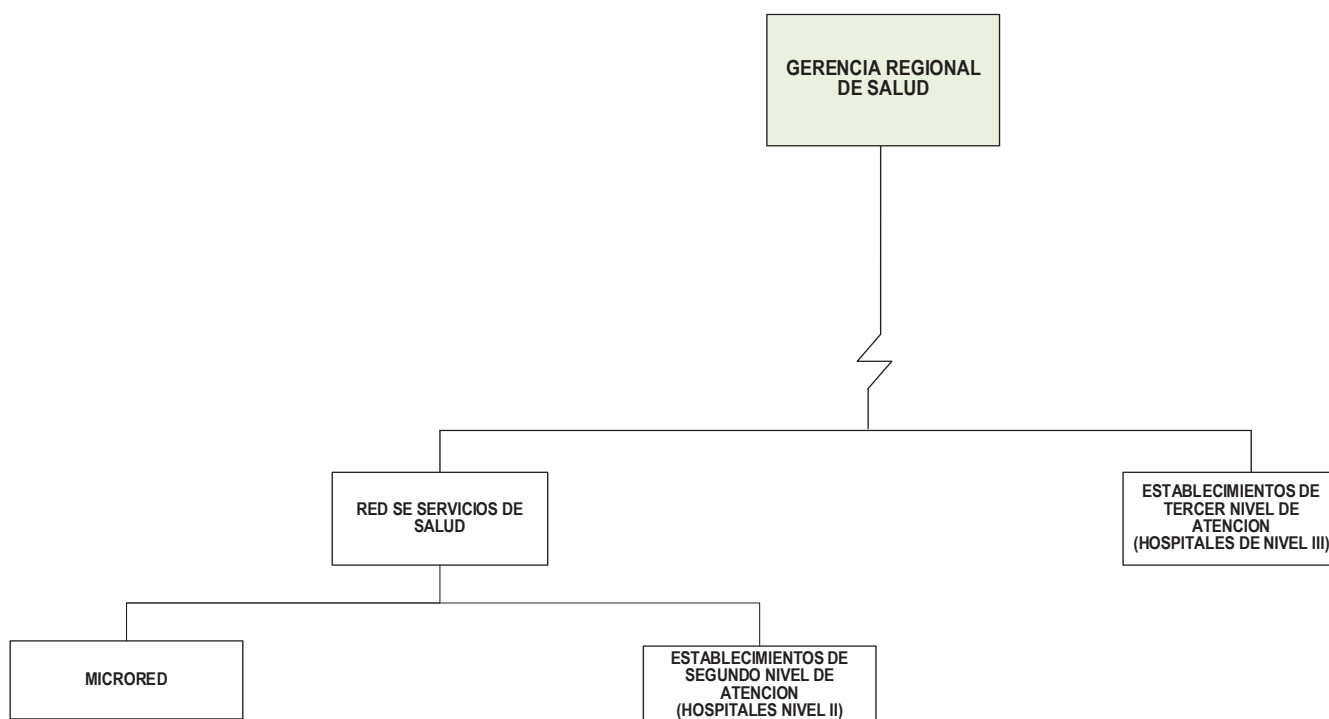 GERENCIA REGIONAL
DE SALUD
RED SE SERVICIOS DE
SALUD
ESTABLECIMIENTOS DE
TERCER NIVEL DE
ATENCION
(HOSPITALES DE NIVEL III)
MICRORED
ESTABLECIMIENTOS DE
SEGUNDO NIVEL DE
ATENCION
(HOSPITALES NIVEL II)